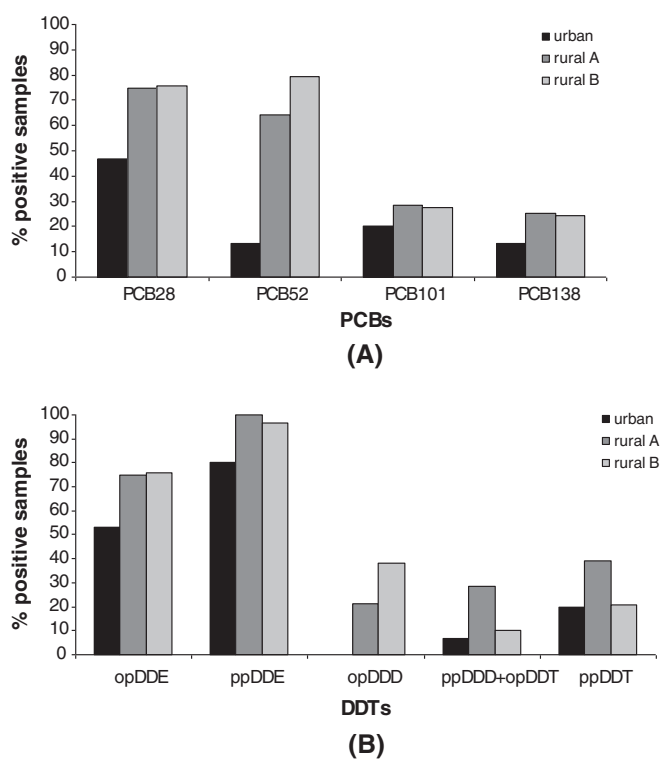 100
90
80
70
60
50
40
30
20
10
0
% positive samples
urban
rural A
rural B
PCB28 PCB52 PCB101 PCB138
PCBs
(A)
100
90
80
70
60
50
40
30
20
10
0
% positive samples
urban
rural A
rural B
opDDE ppDDE opDDD ppDDD+opDDT ppDDT
DDTs
(B)